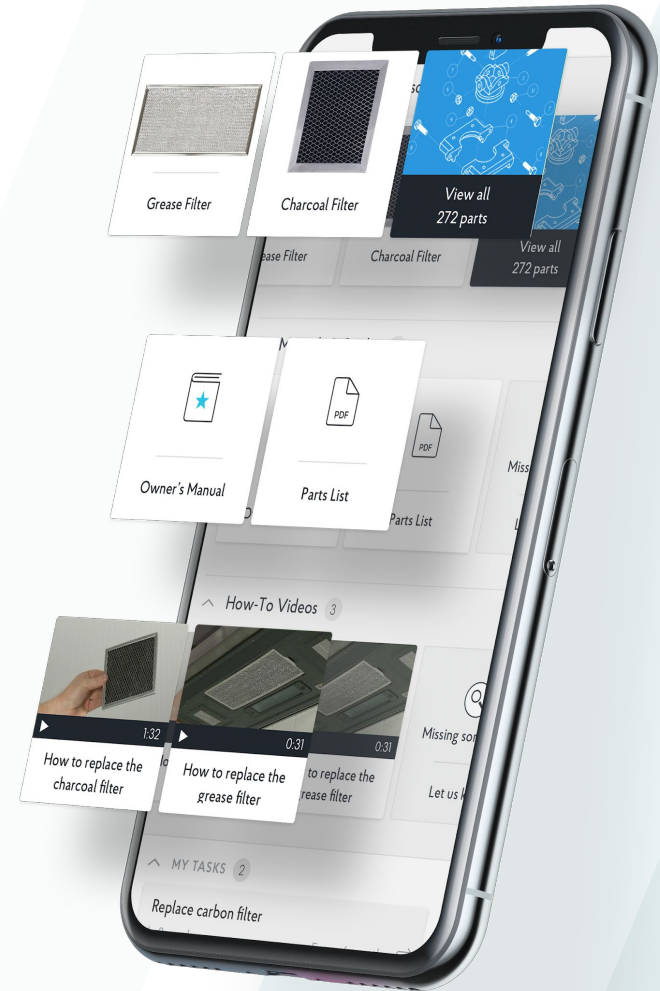 Grease Filter
Charcoal Filter
View all
272 parts
ease Filter
Charcoal Filter
View all
272 parts
PDF
PDF
Owner's Manual
Parts List
Parts List
Miss
How-To Videos 3
1:32
0:31
0:31
How to replace the
charcoal filter
How to replace the
grease filter
to replace the
rease filter
Missing so
Let us k
MY TASKS 2
Replace carbon filter